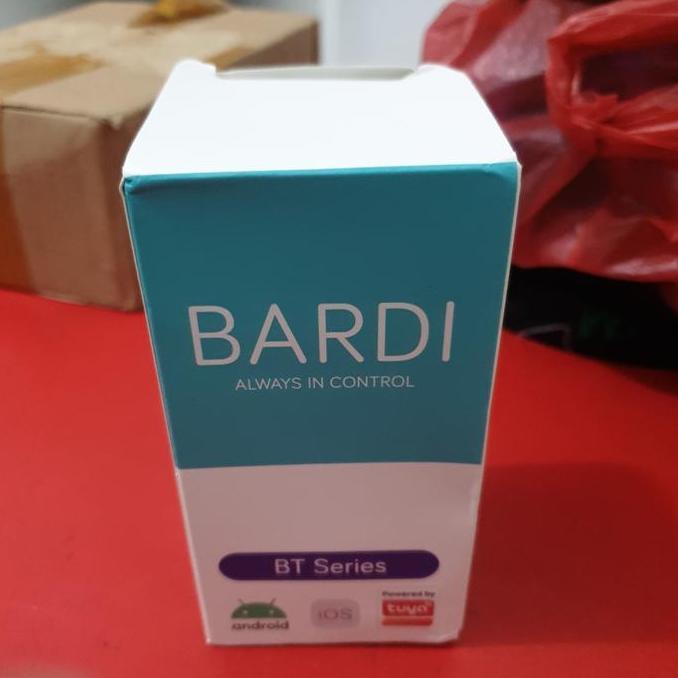 BARDI
ALWAYS IN CONTROL
BT Series
Powered by
android
iOS
tuya